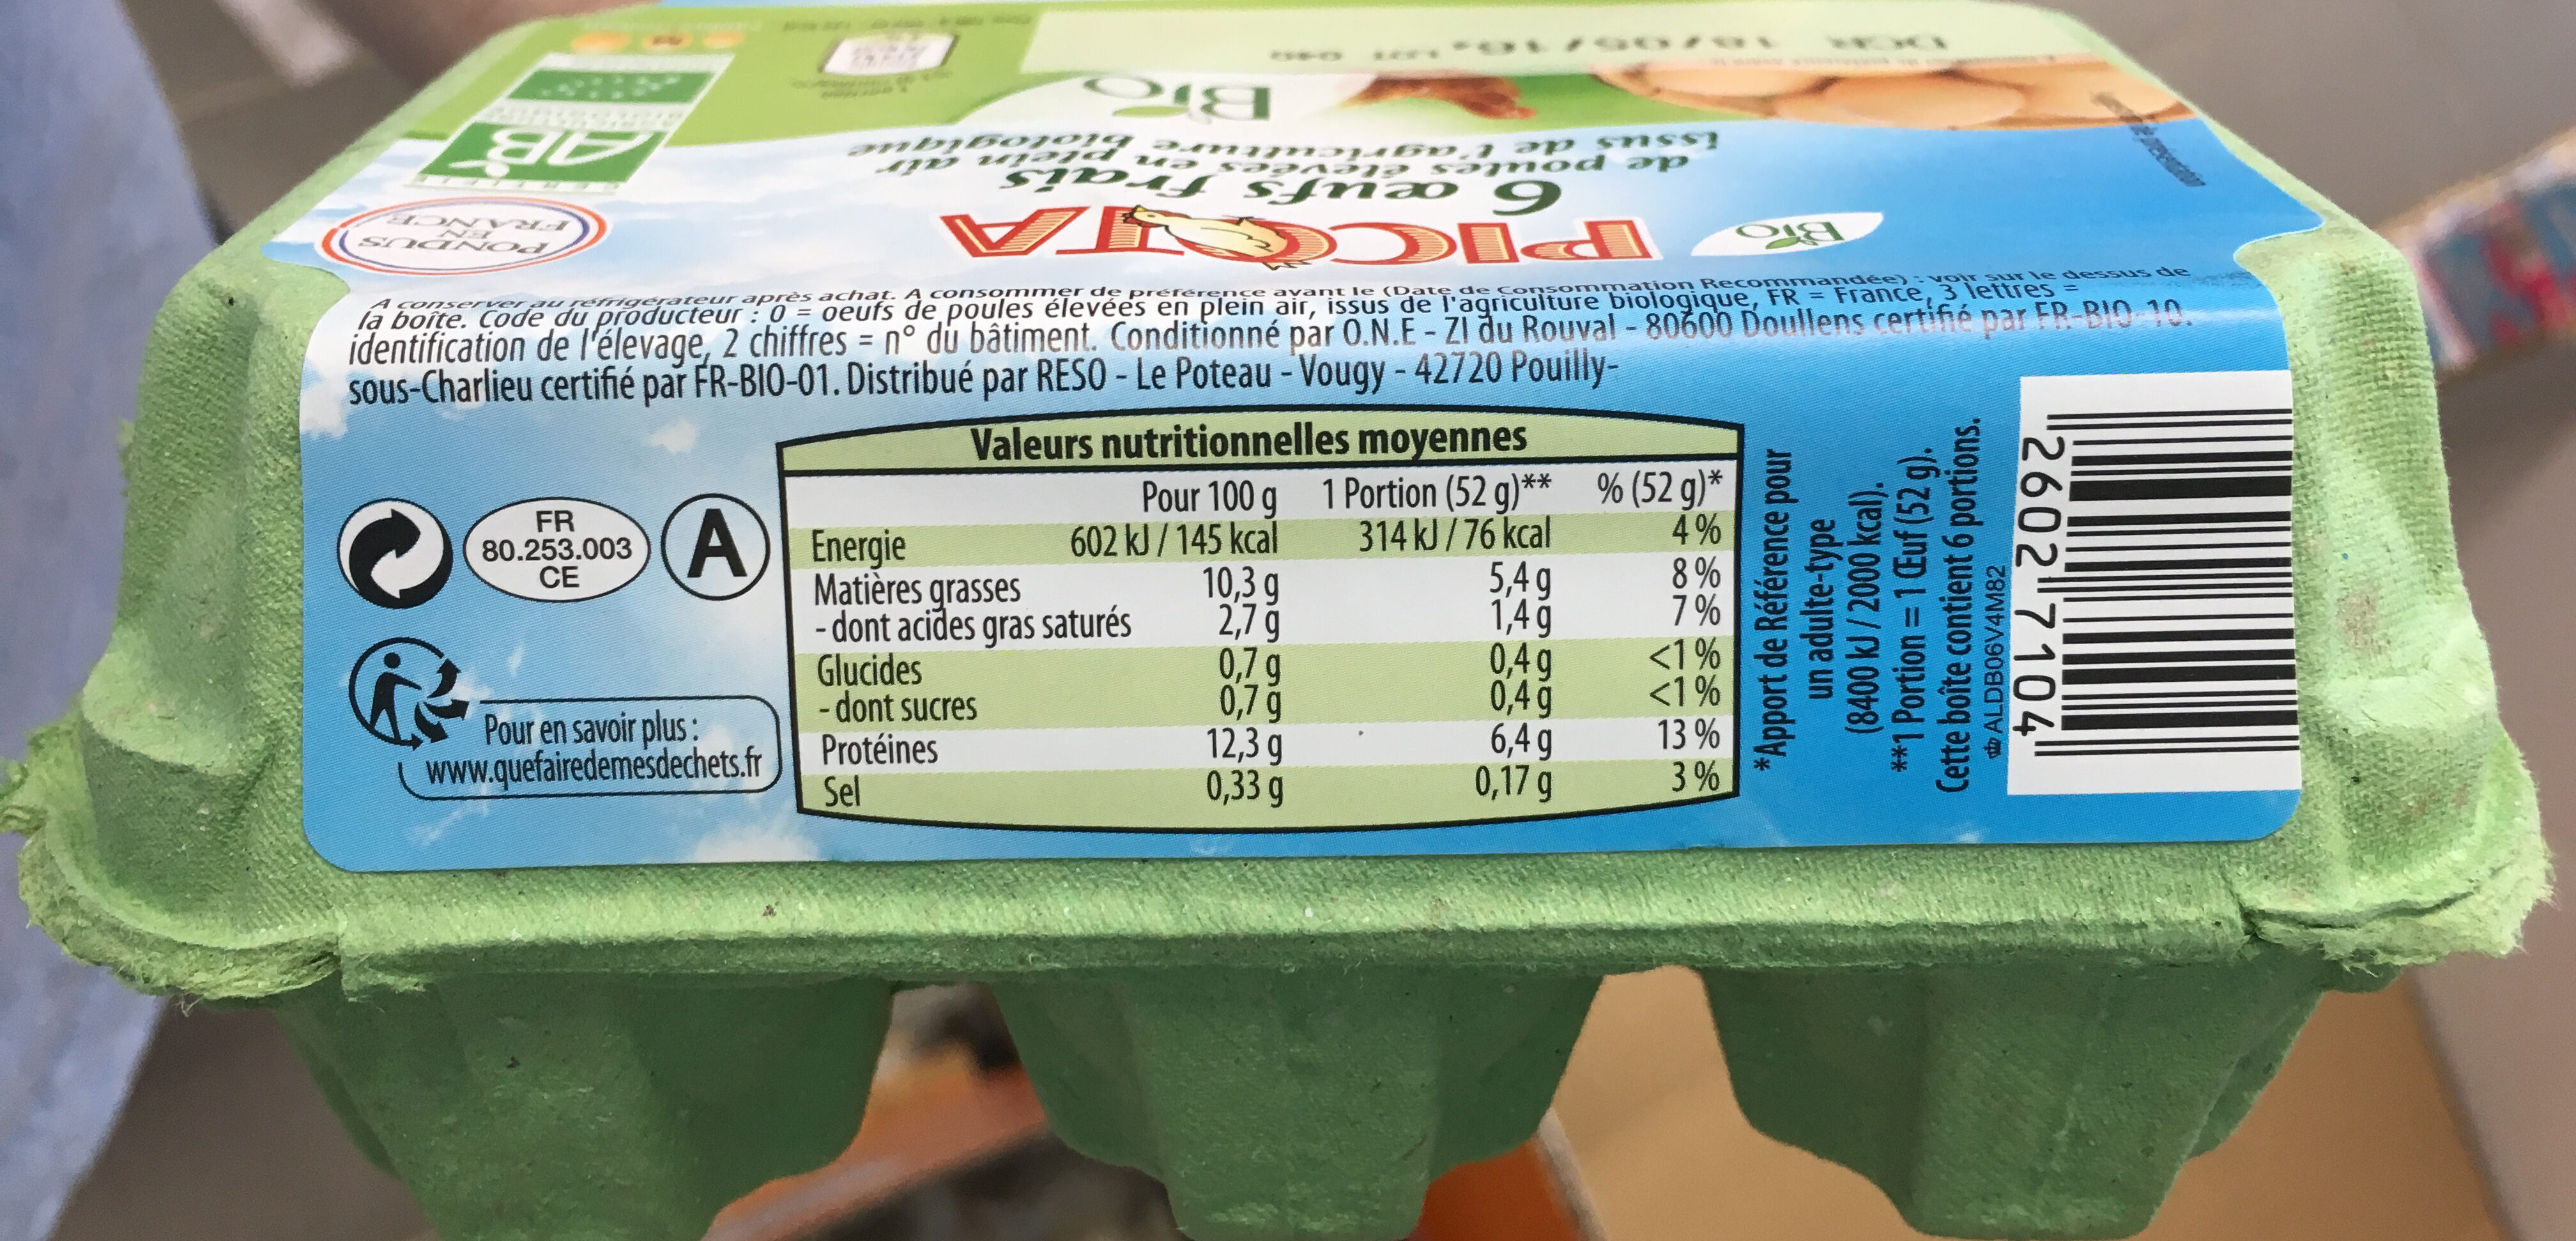 DCR 18/06/16. LOT
BIO
PICOTA
6 œufs frais
de poules élevées en plein air
issus de l'agriculture biologique
BIO
PONDUS
EN
FRANCE
CERTIFIÉ
AB
A conserver au réfrigérateur après achat. A consommer de préférence avant le (Date de Consommation Recommandée) : voir sur le dessus de
la boîte. Code du producteur : 0 = oeufs de poules élevées en plein air, issus de l'agriculture biologique, FR = France, 3 lettres =
identification de l'élevage, 2 chiffres = n° du bâtiment. Conditionné par O.N.E - ZI du Rouval - 80600 Doullens certifié par FR-BIO-10.
sous-Charlieu certifié par FR-BIO-01. Distribué par RESO - Le Poteau - Vougy - 42720 Pouilly-
FR
80.253.003
CE
A
Pour en savoir plus :
www.quefairedemesdechets.fr
Valeurs nutritionnelles moyennes
Pour 100 g 1 Portion (52 g)** % (52 g)*
Energie 602 kJ / 145 kcal 314 kJ / 76 kcal 4 %
Matières grasses 10,3 g 5,4 g 8 %
- dont acides gras saturés 2,7 g 1,4 g 7 %
Glucides 0,7 g 0,4 g <1 %
- dont sucres 0,7 g 0,4 g <1 %
Protéines 12,3 g 6,4 g 13 %
Sel 0,33 g 0,17 g 3 %
*Apport de Référence pour
un adulte-type
(8400 kJ / 2000 kcal).
**1 Portion = 1 Œuf (52 g).
Cette boîte contient 6 portions.
ALDB06V4M82
26027104